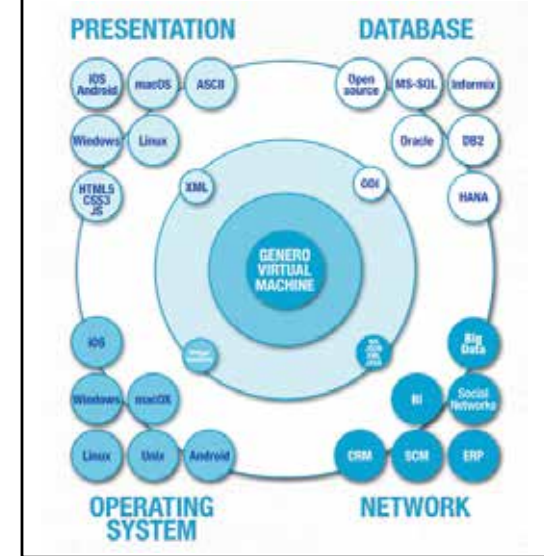 PRESENTATION
DATABASE
iOS
Android
macOS
ASCII
Open
source
MS-SQL
Informix
Windows
Linux
Oracle
DB2
HTML5
CSS3
JS
HANA
XML
ODI
GENERO
VIRTUAL
MACHINE
iOS
Big
Data
Windows
macOX
BI
Social
Networks
Linux
Unix
Android
CRM
SCM
ERP
OPERATING
SYSTEM
NETWORK